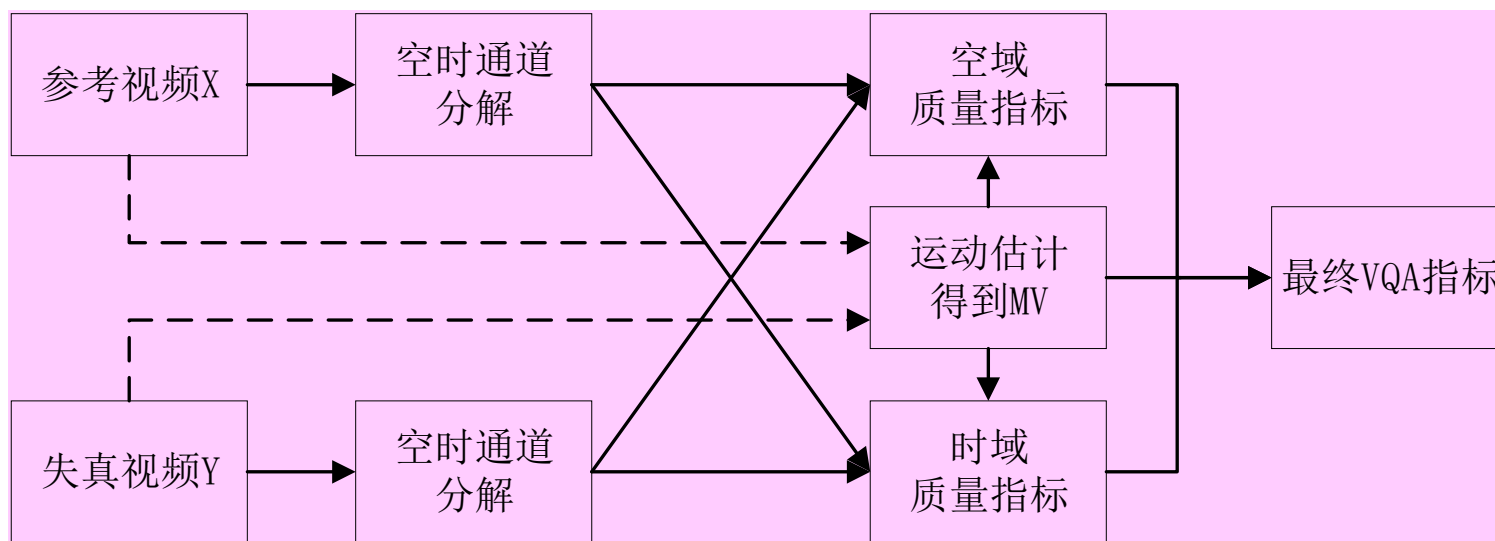 参考视频X
空时通道
分解
空域
质量指标
运动估计
得到MV
最终VQA指标
失真视频Y
空时通道
分解
时域
质量指标